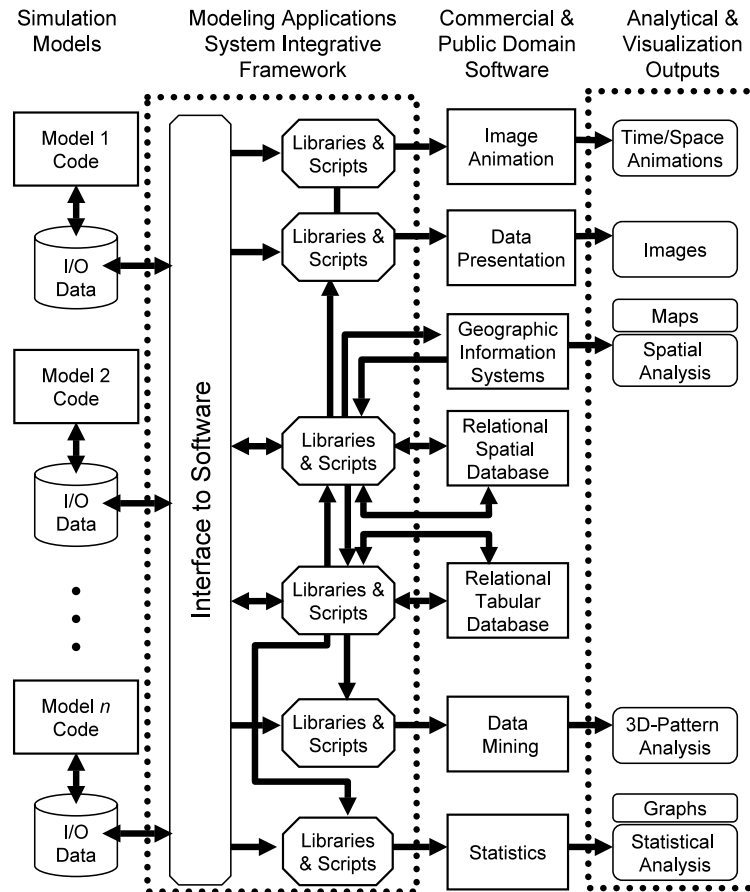 Simulation
Models
Modeling Applications
System Integrative
Framework
Commercial &
Public Domain
Software
Analytical &
Visualization
Outputs
Model 1
Code
I/O
Data
Model 2
Code
I/O
Data
Model n
Code
I/O
Data
Interface to Software
Libraries &
Scripts
Libraries &
Scripts
Libraries
& Scripts
Libraries &
Scripts
Libraries &
Scripts
Libraries
& Scripts
Image
Animation
Data
Presentation
Geographic
Information
Systems
Relational
Spatial
Database
Relational
Tabular
Database
Data
Mining
Statistics
Time/Space
Animations
Images
Maps
Spatial
Analysis
3D-Pattern
Analysis
Graphs
Statistical
Analysis